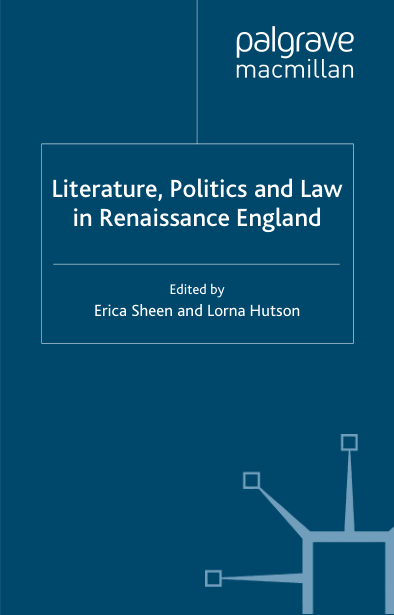 palgrave
macmillan
Literature, Politics and Law
in Renaissance England
Edited by
Erica Sheen and Lorna Hutson